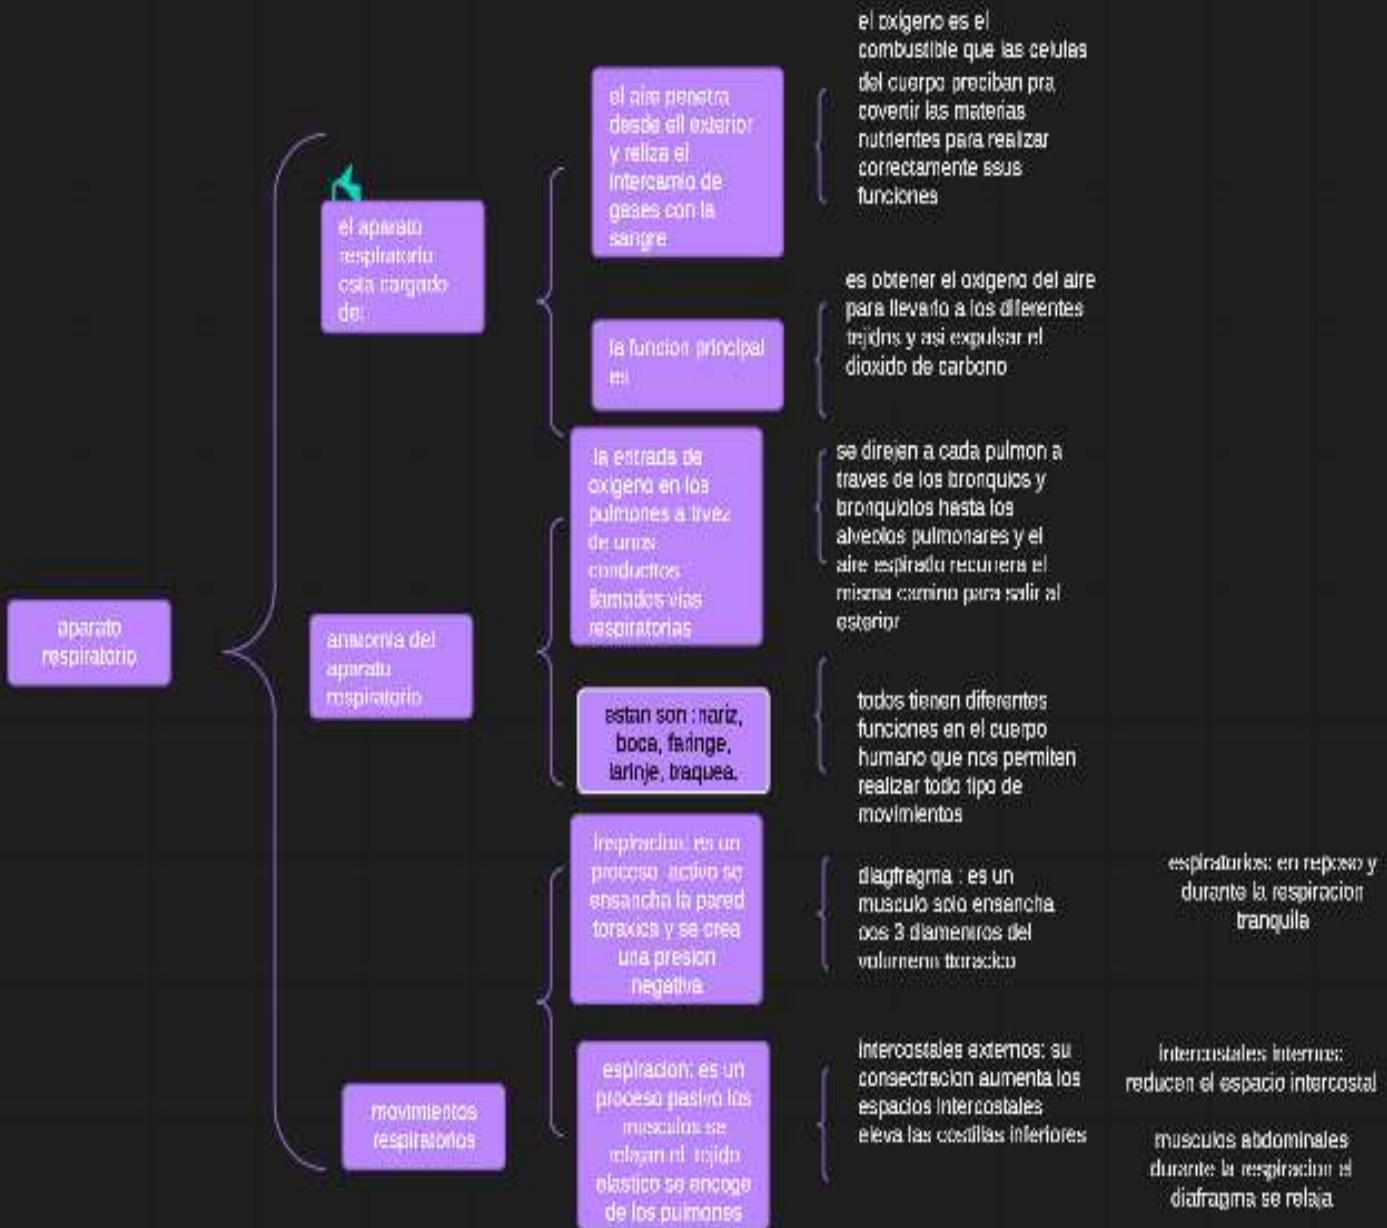 aparato
respiratorio
el aparato
respiratorio
esta cargado
de:
el aire penetra
desde ell exterior
y reliza el
intercamio de
gases con la
sangre
el oxigeno es el
combustible que las celulas
del cuerpo preciban pra
covertir las materias
nutrientes para realizar
correctamente ssus
funciones
la funcion principal
es
es obtener el oxigeno del aire
para llevarlo a los diferentes
tejidos y asi expulsar el
dioxido de carbono
anatomia del
aparato
respiratorio
la entrada de
oxigeno en los
pulmones a trvez
de unos
conductos
llamados vias
respiratorias
se direjen a cada pulmon a
traves de los bronquios y
bronquiolos hasta los
alveolos pulmonares y el
aire espirado recurrera el
misma camino para salir al
esterior
estan son : nariz,
boca, faringe,
larinje, traquea.
todos tienen diferentes
funciones en el cuerpo
humano que nos permiten
realizar todo tipo de
movimientos
movimientos
respiratorios
inspiracion: es un
proceso activo se
ensancha la pared
toraxica y se crea
una presion
negativa
diagfragma : es un
musculo solo ensancha
oos 3 diamentros del
volumeno ttoracico
espiratorios: en reposo y
durante la respiracion
tranquila
espiracion: es un
proceso pasivo los
musculos se
relajan el tejido
elastico se encoge
de los pulmones
intercostales externos: su
consectracion aumenta los
espacios intercostales
eleva las costillas inferiores
intercostales internos:
reducen el espacio intercostal
musculos abdominales
durante la respiracion el
diafragma se relaja